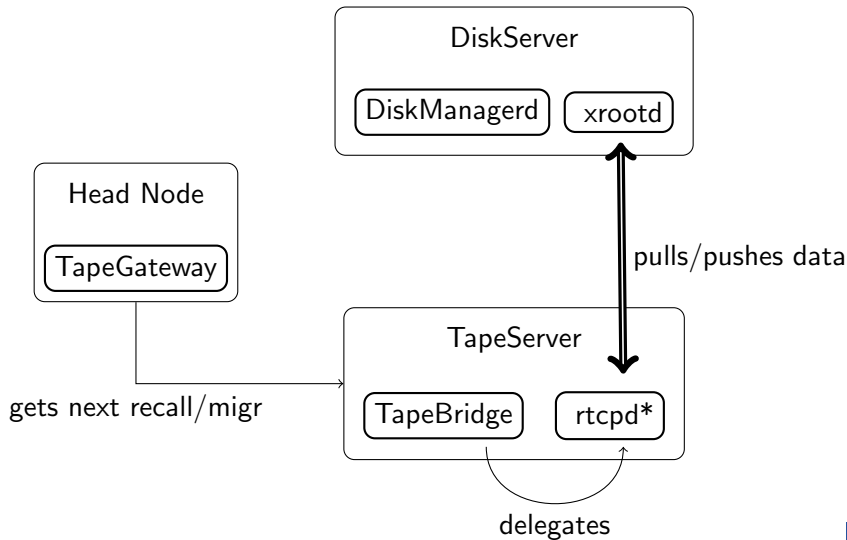 DiskServer
DiskManagerd
xrootd
Head Node
TapeGateway
pulls/pushes data
TapeServer
gets next recall/migr
TapeBridge
rtcpd*
delegates